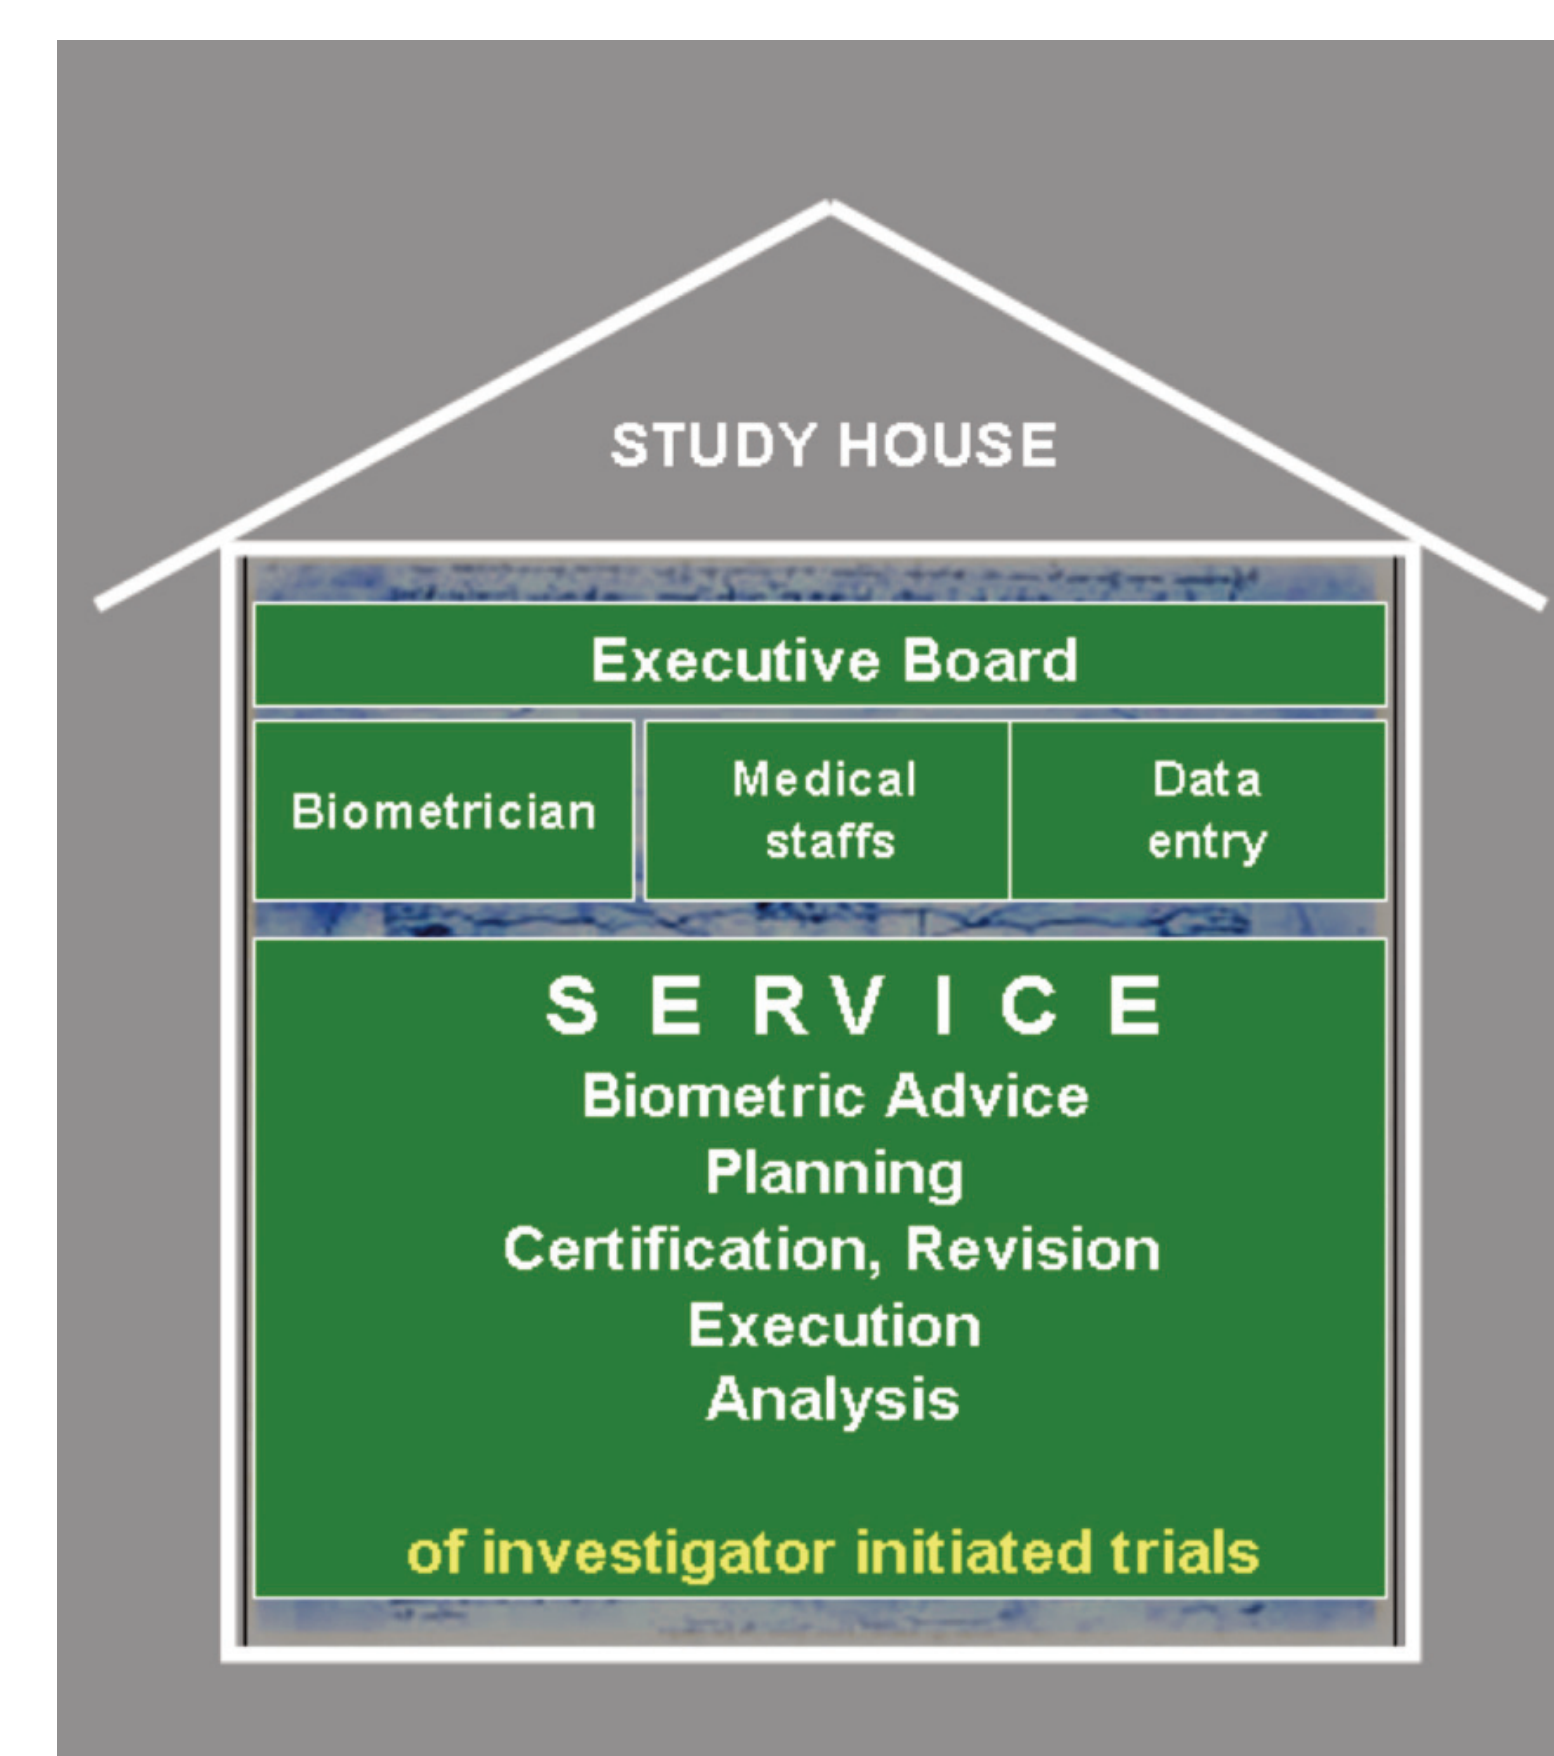 STUDY HOUSE
Executive Board
Biometrician
Medical
staffs
Data
entry
S E R V I C E
Biometric Advice
Planning
Certification, Revision
Execution
Analysis
of investigator initiated trials